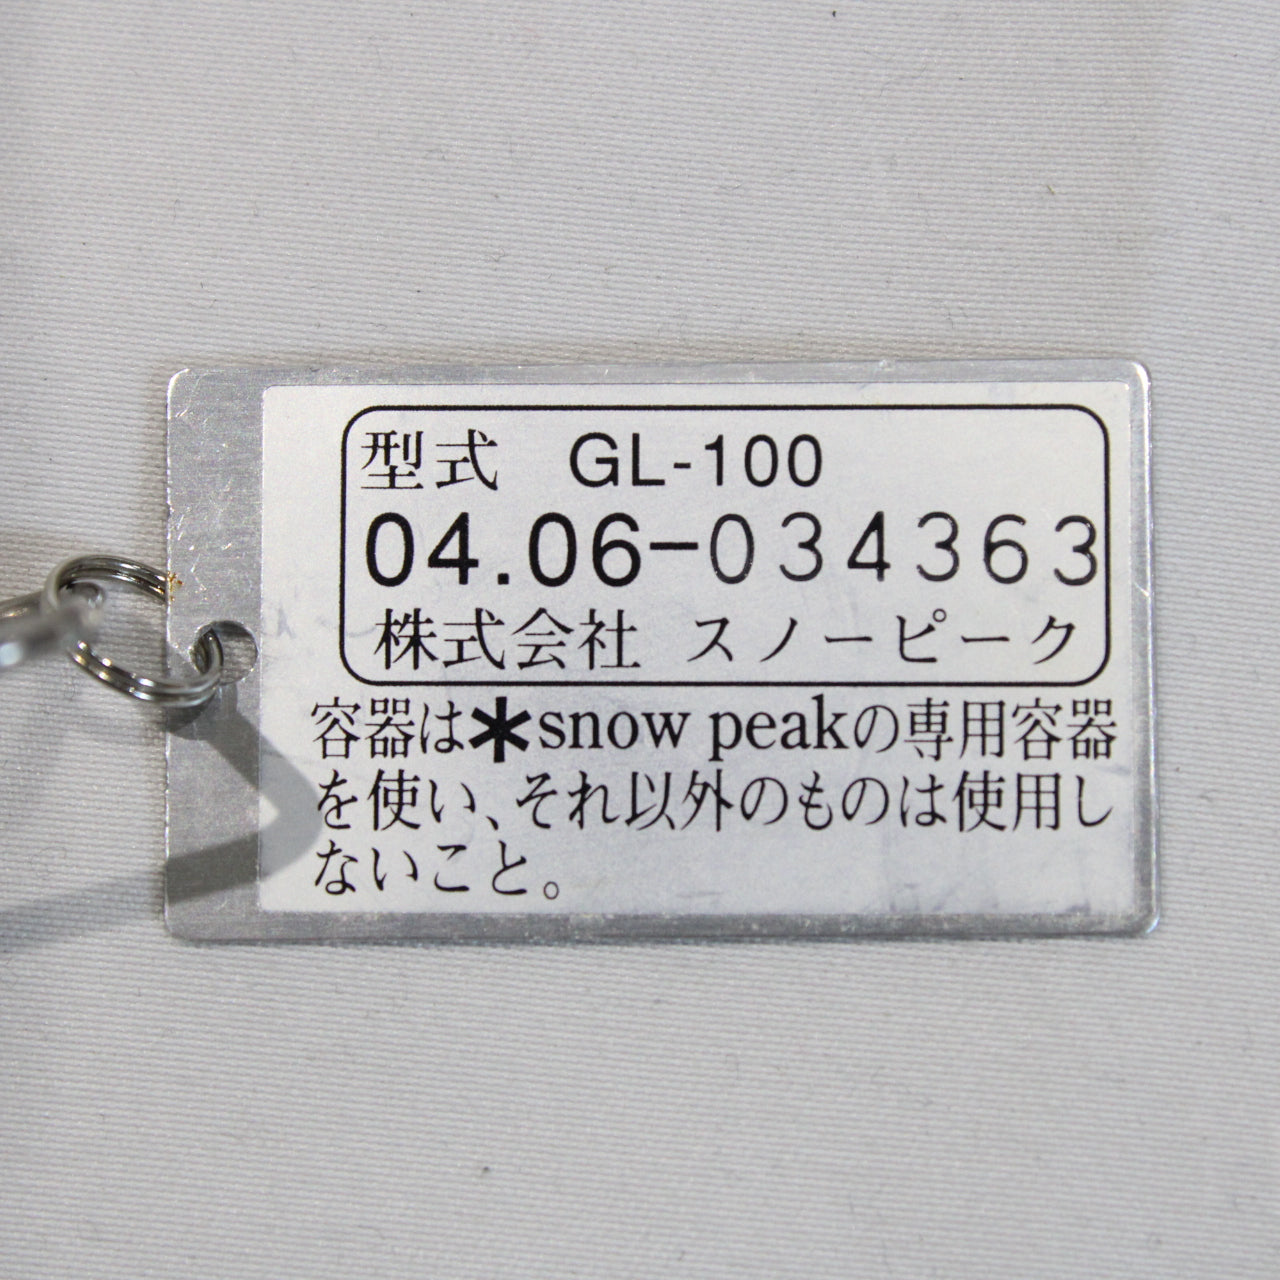 型式 GL-100
04.06-034363
株式会社 スノーピーク
容器は*snow peakの専用容器
を使い、それ以外のものは使用し
ないこと。